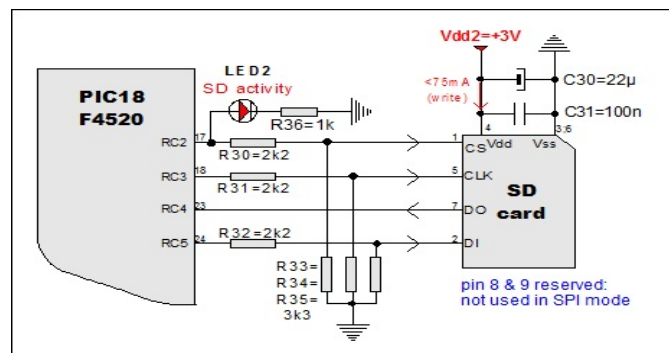 Vdd2=+3V
LED2
SD activity
<75mA
(write)
C30=22µ
C31=100n
PIC18
F4520
R36=1k
4
Vdd
Vss
3;6
RC2
17
R30=2k2
1
CS
RC3
18
R31=2k2
5
CLK
SD
card
RC4
23
7
DO
RC5
24
R32=2k2
2
DI
R33=
R34=
R35=
3k3
pin 8 & 9 reserved:
not used in SPI mode